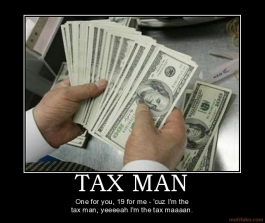 TAX MAN
One for you, 19 for me - 'cuz I'm the
tax man, yeeeeah I'm the tax maaaan.